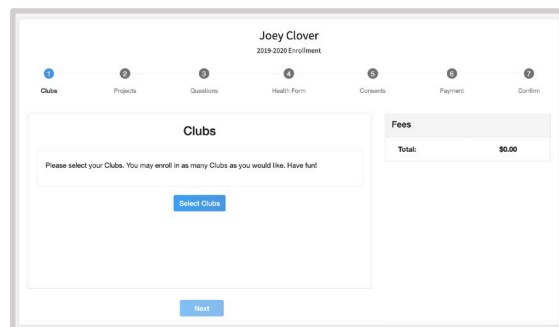 Joey Clover
2019-2020 Enrollment
1 2 3 4 5 6 7
Clubs Projects Questions Health Form Consents Payment Confirm
Clubs
Please select your Clubs. You may enroll in as many Clubs as you would like. Have fun!
Select Clubs
Next
Fees
Total: $0.00